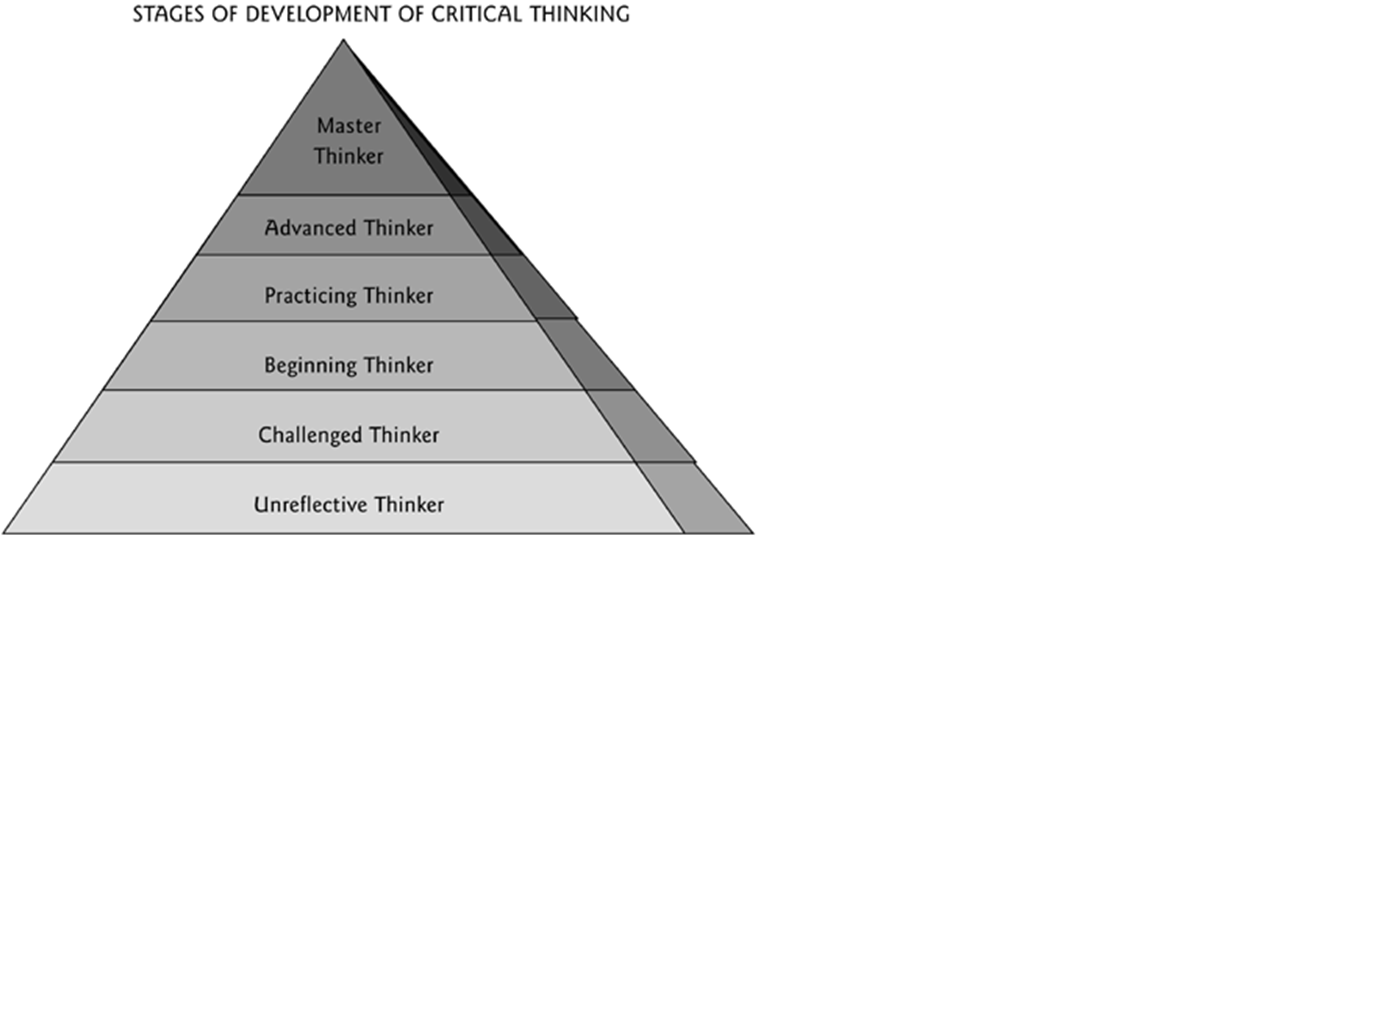 STAGES OF DEVELOPMENT OF CRITICAL THINKING
Master
Thinker
Advanced Thinker
Practicing Thinker
Beginning Thinker
Challenged Thinker
Unreflective Thinker